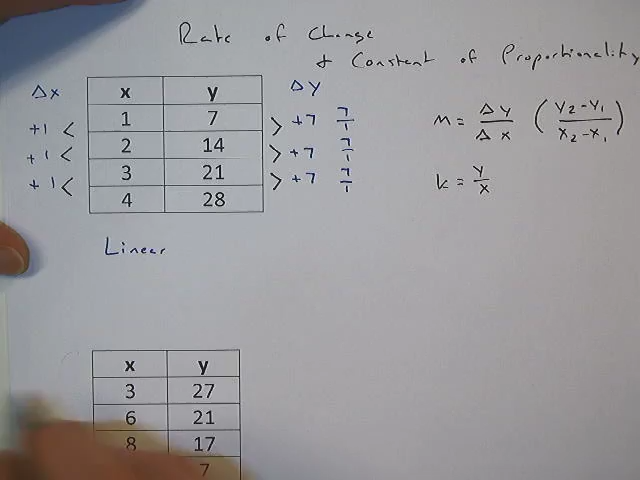 Rate of Change
+ Constant of Proportionality
Δx
x y
Δy
1 7
+1 <
> +7 7/1
2 14
+1 <
> +7 7/1
3 21
+1 <
> +7 7/1
4 28
m = Δy/Δx (y₂-y₁/x₂-x₁)
k = y/x
Linear
x y
3 27
6 21
8 17
7